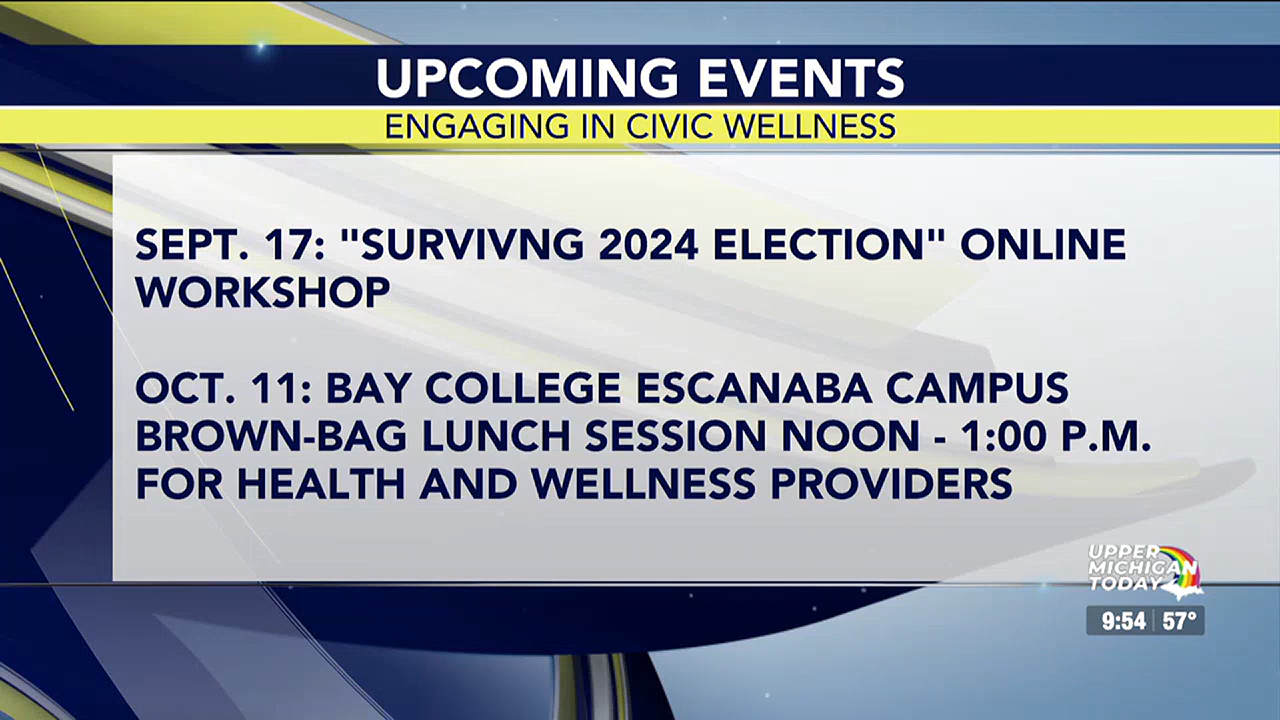 UPCOMING EVENTS
ENGAGING IN CIVIC WELLNESS
SEPT. 17: "SURVIVNG 2024 ELECTION" ONLINE
WORKSHOP
OCT. 11: BAY COLLEGE ESCANABA CAMPUS
BROWN-BAG LUNCH SESSION NOON - 1:00 P.M.
FOR HEALTH AND WELLNESS PROVIDERS
UPPER
MICHIGAN
TODAY
9:54 57°